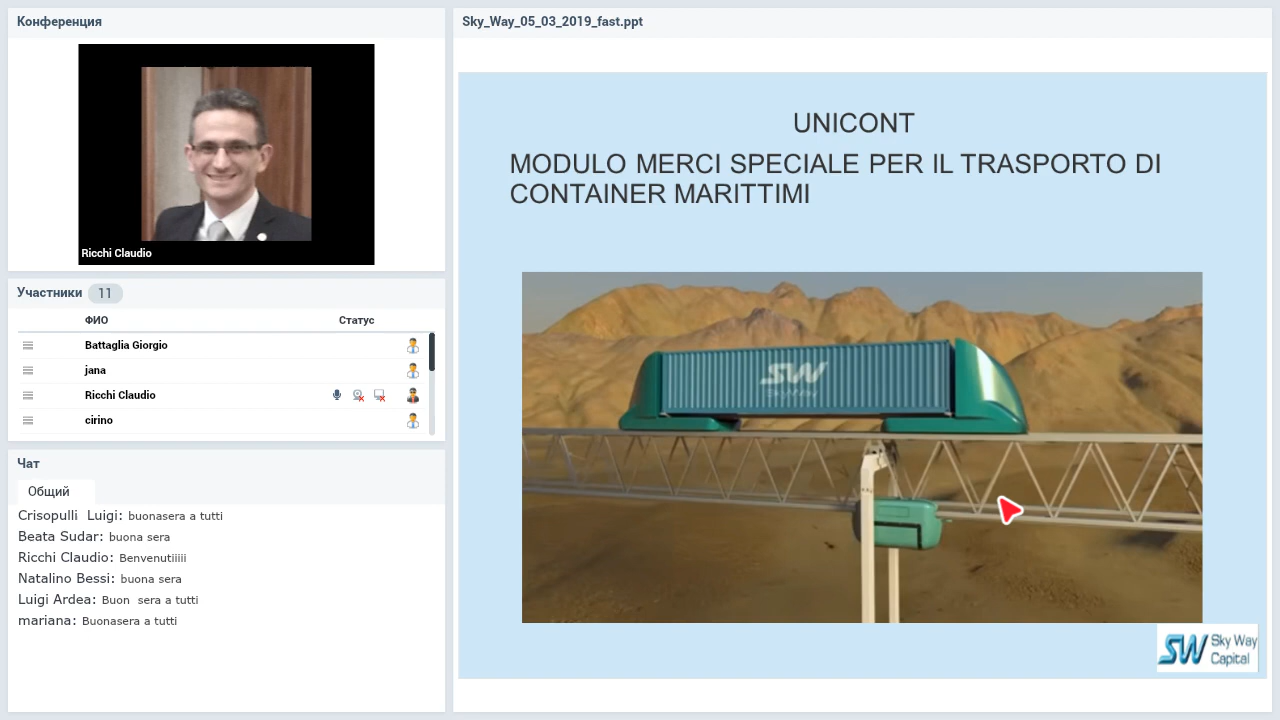 Конференция
Ricchi Claudio
Участники 11
ФИО Статус
Battaglia Giorgio
jana
Ricchi Claudio
cirino
Чат
Общий
Crisopulli Luigi: buonasera a tutti
Beata Sudar: buona sera
Ricchi Claudio: Benvenutiiiii
Natalino Bessi: buona sera
Luigi Ardea: Buon sera a tutti
mariana: Buonasera a tutti
Sky_Way_05_03_2019_fast.ppt
UNICONT
MODULO MERCI SPECIALE PER IL TRASPORTO DI
CONTAINER MARITTIMI
SW
SkyWay
SW Sky Way
Capital